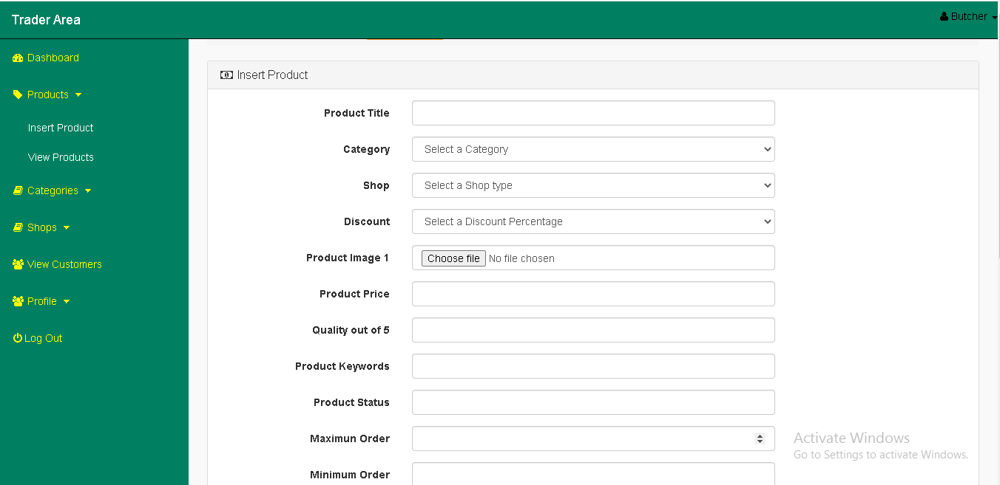 Trader Area
Butcher
Dashboard
Products
Insert Product
View Products
Categories
Shops
View Customers
Profile
Log Out
Insert Product
Product Title
Category Select a Category
Shop Select a Shop type
Discount Select a Discount Percentage
Product Image 1 Choose file No file chosen
Product Price
Quality out of 5
Product Keywords
Product Status
Maximun Order
Minimum Order
Activate Windows
Go to Settings to activate Windows.